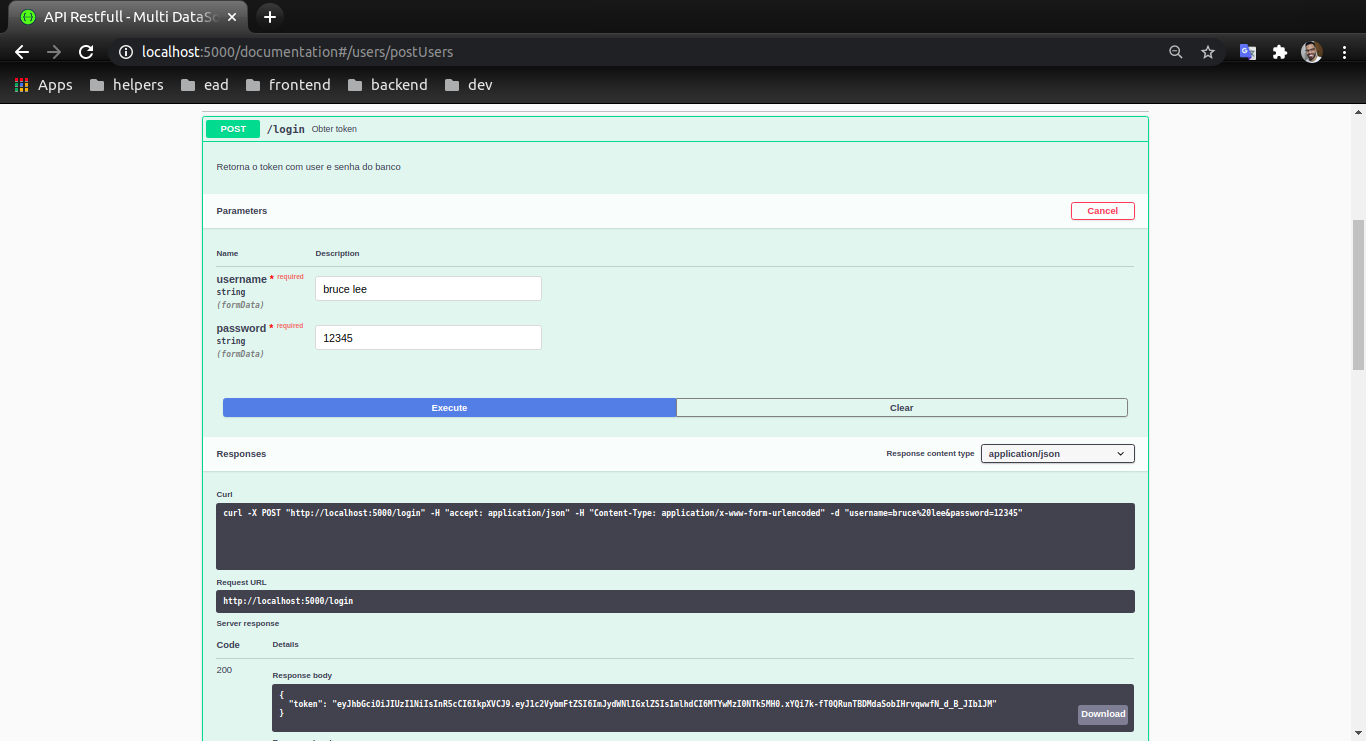 API Restfull - Multi DataSo
localhost:5000/documentation#/users/postUsers
Apps helpers ead frontend backend dev
POST /login Obter token
Retorna o token com user e senha do banco
Parameters Cancel
Name Description
username * required
string
(formData)
bruce lee
password * required
string
(formData)
12345
Execute Clear
Responses Response content type application/json
Curl
curl -X POST "http://localhost:5000/login" -H "accept: application/json" -H "Content-Type: application/x-www-form-urlencoded" -d "username=bruce%20lee&password=12345"
Request URL
http://localhost:5000/login
Server response
Code Details
200
Response body
{
"token": "eyJhbGciOiJIUzI1NiIsInR5cCI6IkpXVCJ9.eyJ1c2VybmFtZSI6ImJydWNlIGxlZSIsImlhdCI6MTYwMzI0NTk5MH0.xYQi7k-fT0QRunTBDMdaSobIHrvqwwfN_d_B_JIb1JM"
}
Download